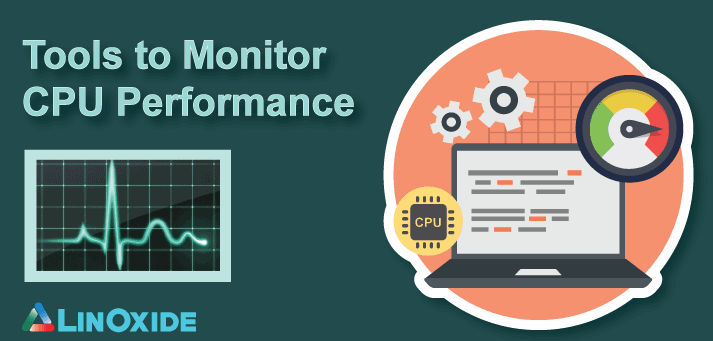 Tools to Monitor
CPU Performance
CPU
LINOXIDE